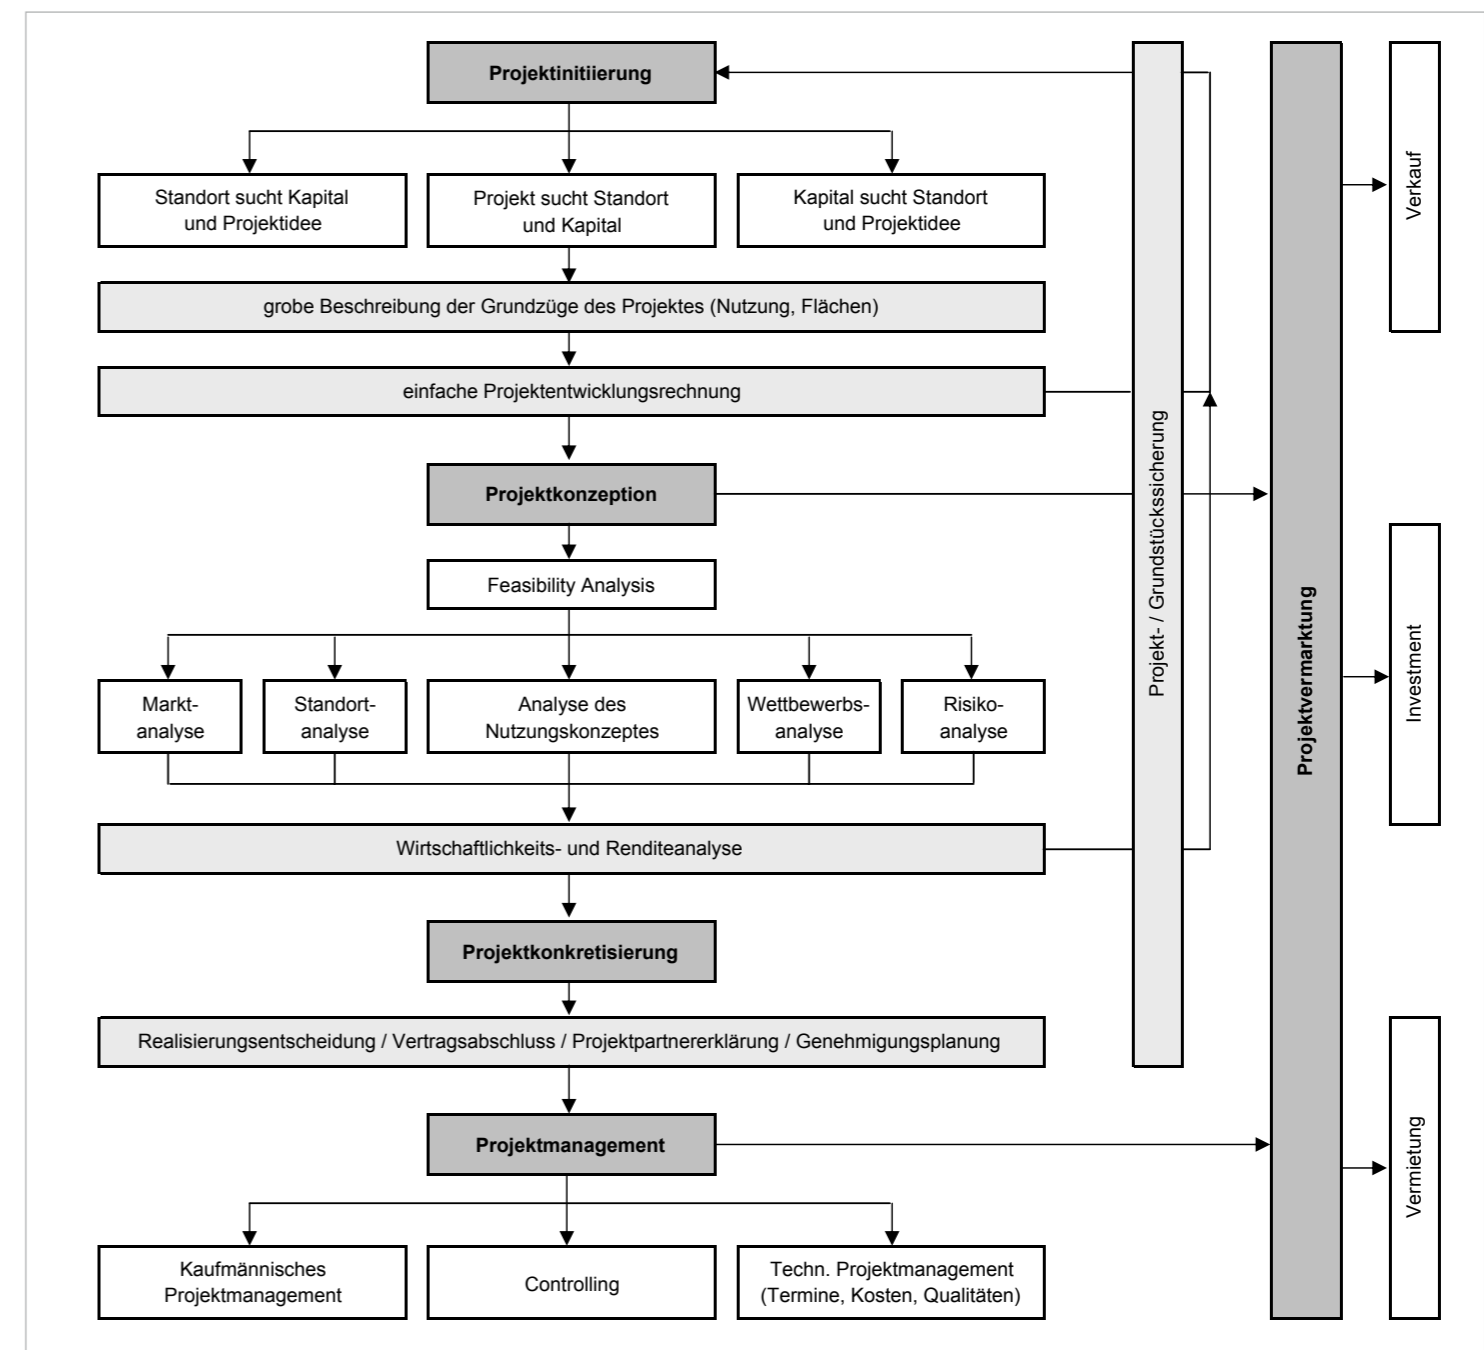 Projektinitiierung
Standort sucht Kapital
und Projektidee
Projekt sucht Standort
und Kapital
Kapital sucht Standort
und Projektidee
grobe Beschreibung der Grundzüge des Projektes (Nutzung, Flächen)
einfache Projektentwicklungsrechnung
Projektkonzeption
Feasibility Analysis
Markt-
analyse
Standort-
analyse
Analyse des
Nutzungskonzeptes
Wettbewerbs-
analyse
Risiko-
analyse
Wirtschaftlichkeits- und Renditeanalyse
Projektkonkretisierung
Realisierungsentscheidung / Vertragsabschluss / Projektpartnererklärung / Genehmigungsplanung
Projektmanagement
Kaufmännisches
Projektmanagement
Controlling
Techn. Projektmanagement
(Termine, Kosten, Qualitäten)
Projekt- / Grundstückssicherung
Projektvermarktung
Verkauf
Investment
Vermietung